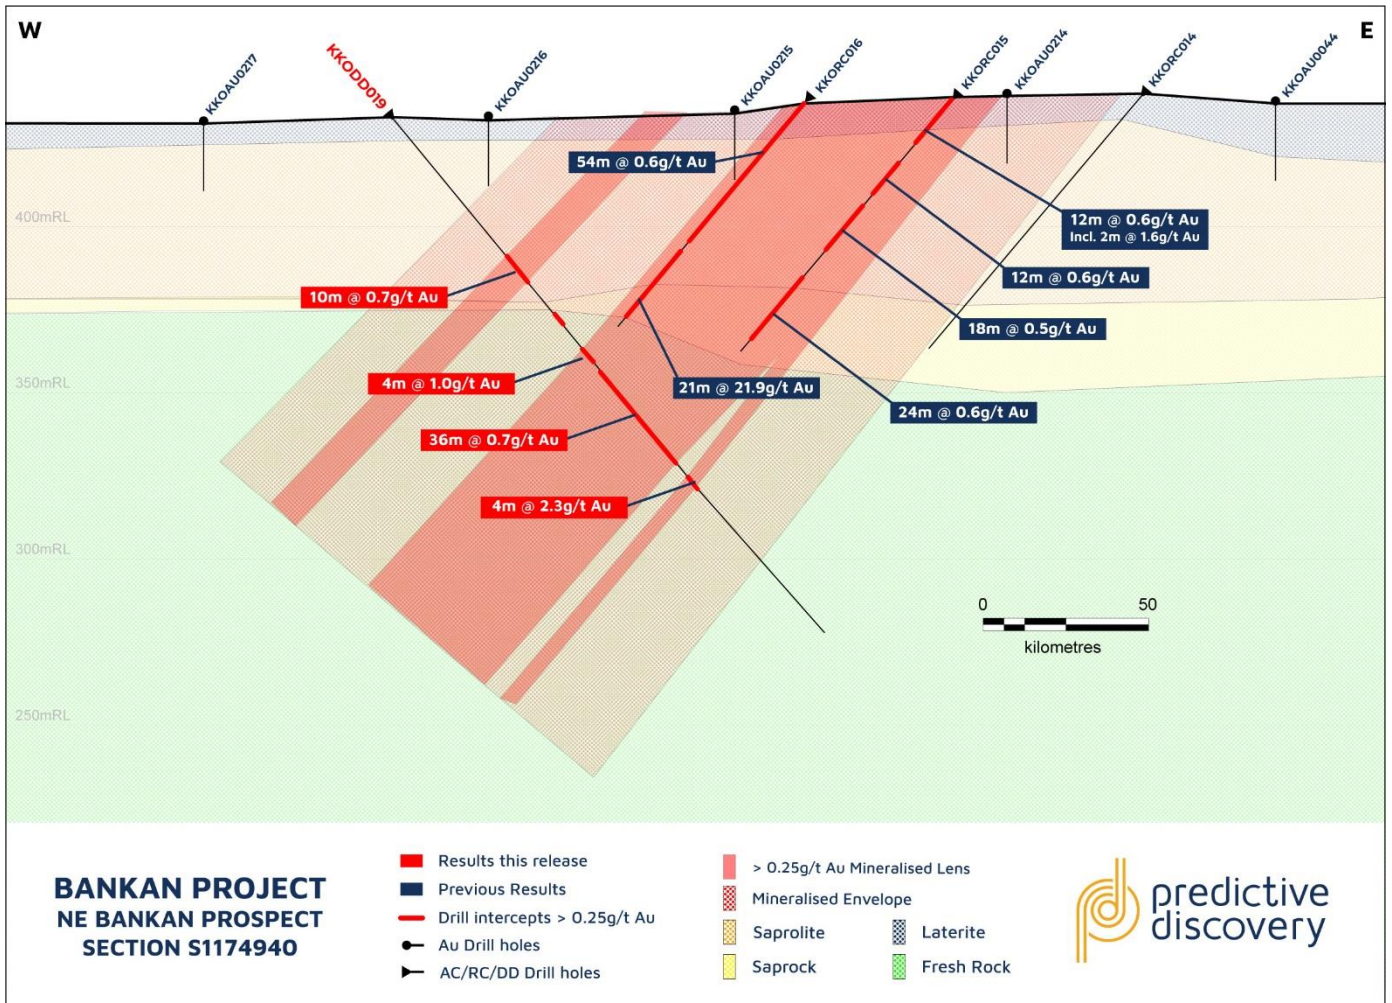 W
E
KKOAU0217
KKODD019
KKOAU0216
KKOAU0215
KKORC016
KKORC015
KKOAU0214
KKORC014
KKOAU0044
54m @ 0.6g/t Au
400mRL
12m @ 0.6g/t Au
Incl. 2m @ 1.6g/t Au
12m @ 0.6g/t Au
10m @ 0.7g/t Au
18m @ 0.5g/t Au
350mRL
4m @ 1.0g/t Au
21m @ 21.9g/t Au
24m @ 0.6g/t Au
36m @ 0.7g/t Au
4m @ 2.3g/t Au
300mRL
0 50
kilometres
250mRL
BANKAN PROJECT
NE BANKAN PROSPECT
SECTION S1174940
Results this release
Previous Results
Drill intercepts > 0.25g/t Au
Au Drill holes
AC/RC/DD Drill holes
> 0.25g/t Au Mineralised Lens
Mineralised Envelope
Saprolite
Saprock
Laterite
Fresh Rock
predictive
discovery